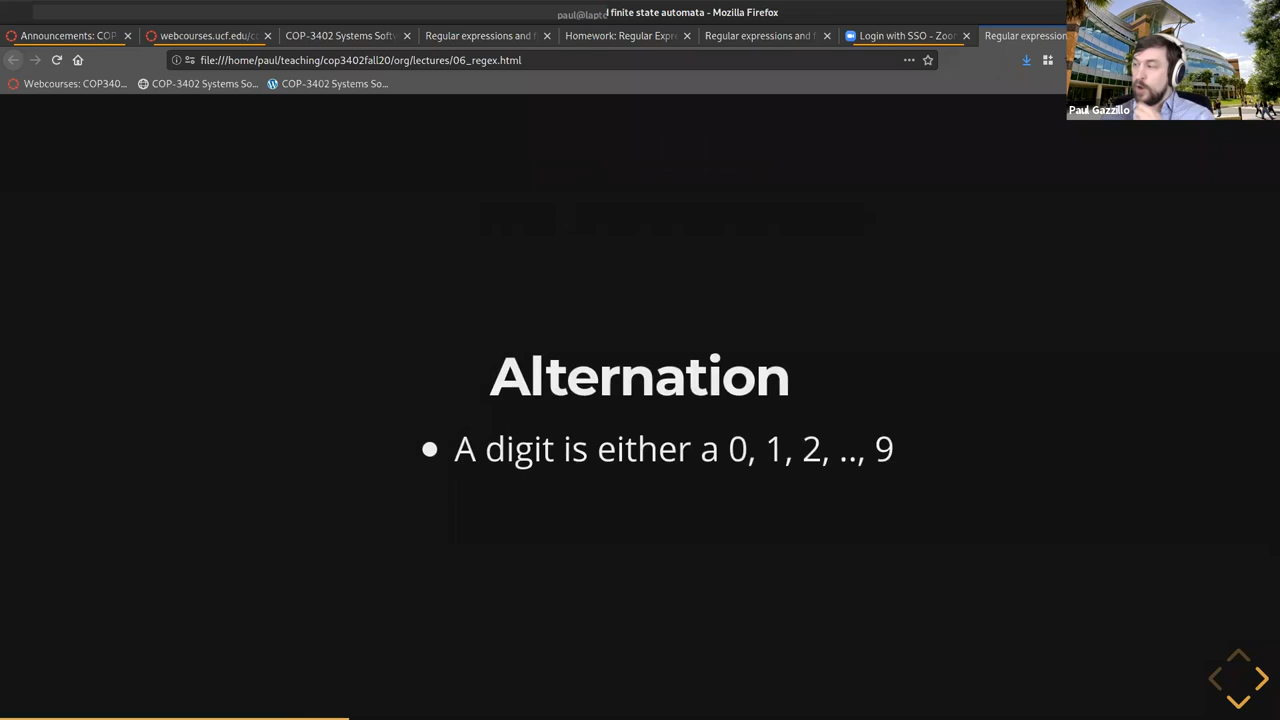 paul@lapto
l finite state automata - Mozilla Firefox
Announcements: COP
webcourses.ucf.edu/c
COP-3402 Systems Softw
Regular expressions and f
Homework: Regular Expre
Regular expressions and f
Login with SSO - Zoom
Regular expression
file:///home/paul/teaching/cop3402fall20/org/lectures/06_regex.html
Webcourses: COP340...
COP-3402 Systems So...
COP-3402 Systems So...
Paul Gazzillo
Alternation
• A digit is either a 0, 1, 2, .., 9